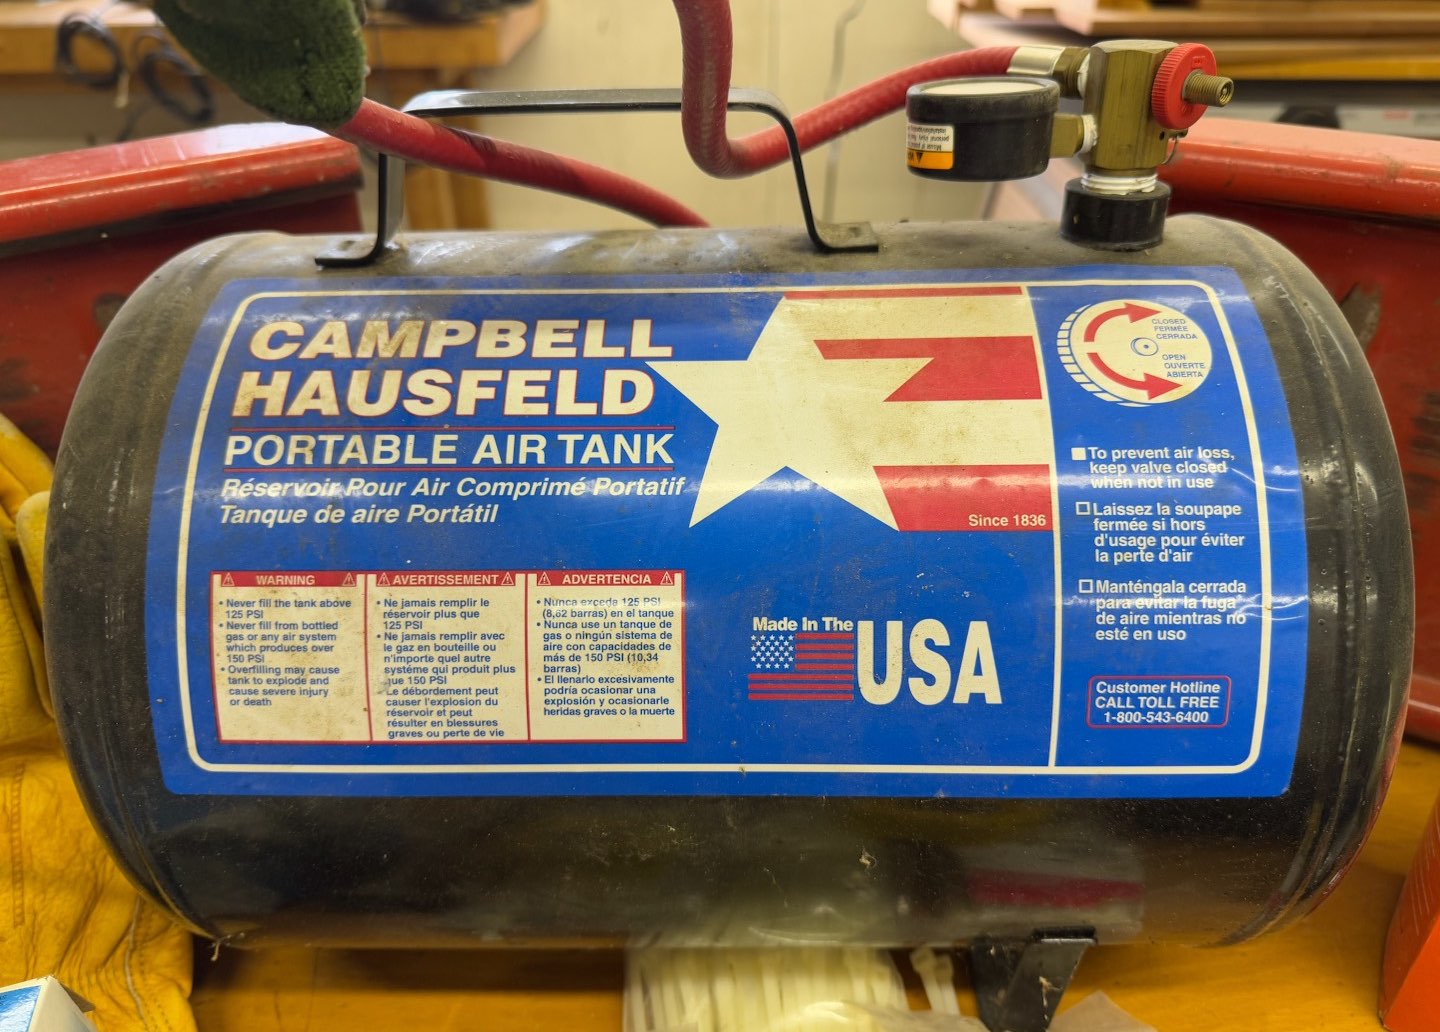 CAMPBELL
HAUSFELD
PORTABLE AIR TANK
Réservoir Pour Air Comprimé Portatif
Tanque de aire Portátil
Since 1836
CLOSED
FERMÉE
CERRADA
OPEN
OUVERTE
ABIERTA
To prevent air loss,
keep valve closed
when not in use
Laissez la soupape
fermée si hors
d'usage pour éviter
la perte d'air
Manténgala cerrada
para evitar la fuga
de aire mientras no
esté en uso
WARNING
• Never fill the tank above
125 PSI
• Never fill from bottled
gas or any air system
which produces over
150 PSI
• Overfilling may cause
tank to explode and
cause severe injury
or death
AVERTISSEMENT
• Ne jamais remplir le
réservoir plus que
125 PSI
• Ne jamais remplir avec
le gaz en bouteille ou
n'importe quel autre
système qui produit plus
que 150 PSI
Le débordement peut
causer l'explosion du
réservoir et peut
résulter en blessures
graves ou perte de vie
ADVERTENCIA
• Nunca exceda 125 PSI
(8,62 barras) en el tanque
• Nunca use un tanque de
gas o ningún sistema de
aire con capacidades de
más de 150 PSI (10,34
barras)
• El llenarlo excesivamente
podría ocasionar una
explosión y ocasionarle
heridas graves o la muerte
Made In The
USA
Customer Hotline
CALL TOLL FREE
1-800-543-6400